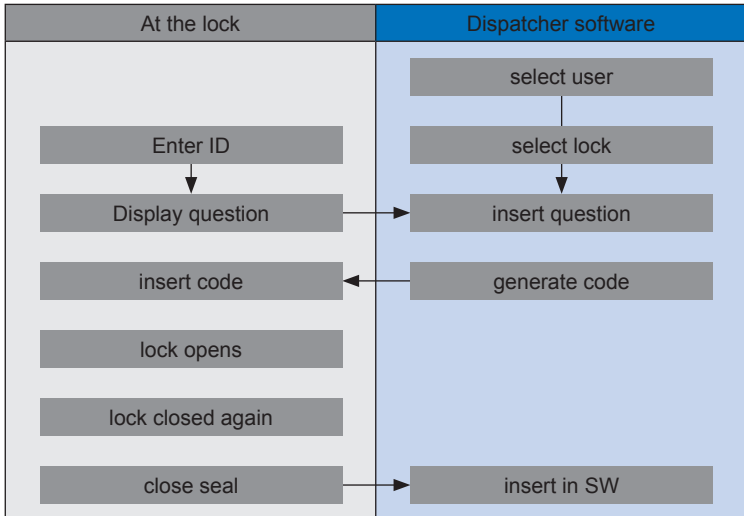 At the lock
Dispatcher software
select user
Enter ID
select lock
Display question
insert question
insert code
generate code
lock opens
lock closed again
close seal
insert in SW